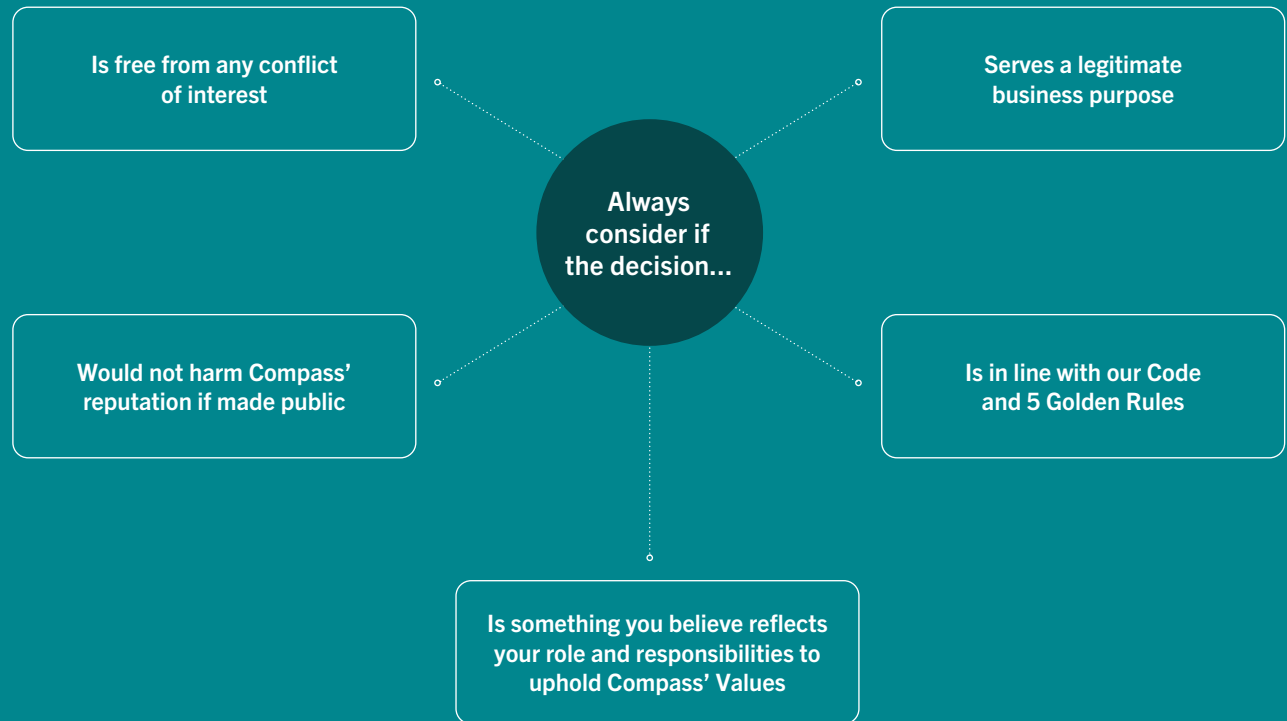 Is free from any conflict
of interest
Serves a legitimate
business purpose
Always
consider if
the decision...
Would not harm Compass’
reputation if made public
Is in line with our Code
and 5 Golden Rules
Is something you believe reflects
your role and responsibilities to
uphold Compass’ Values